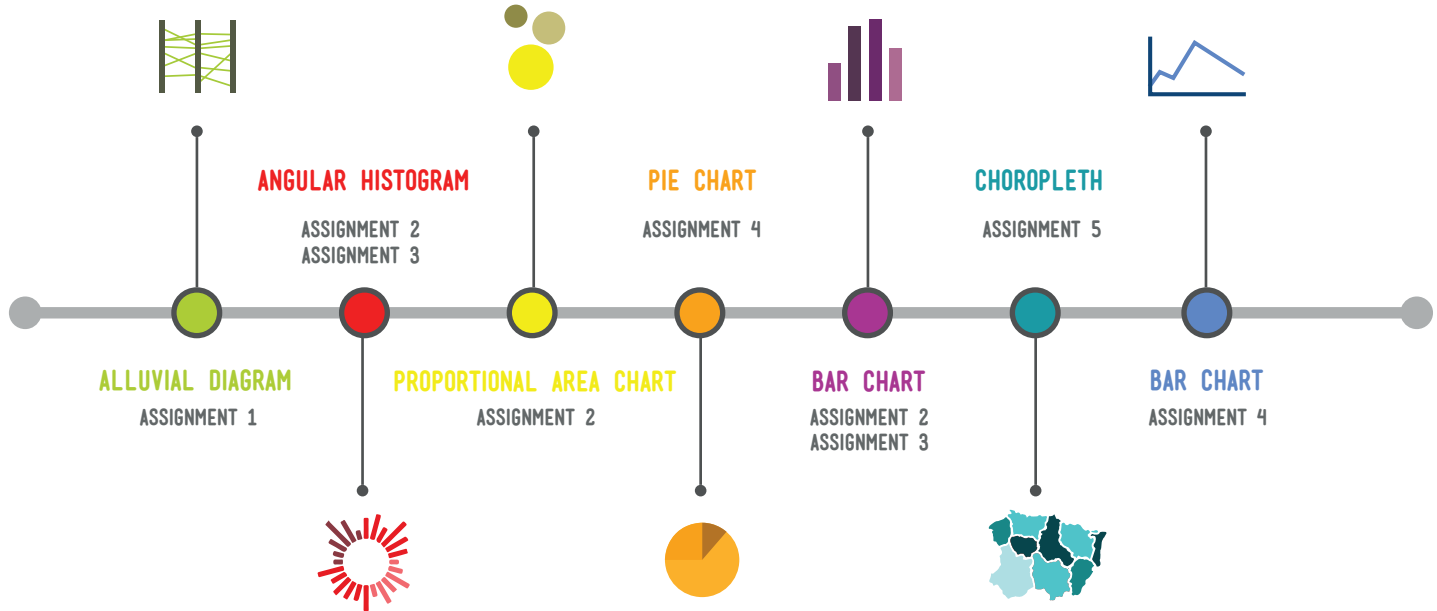 ANGULAR HISTOGRAM
ASSIGNMENT 2
ASSIGNMENT 3
PIE CHART
ASSIGNMENT 4
CHOROPLETH
ASSIGNMENT 5
ALLUVIAL DIAGRAM
ASSIGNMENT 1
PROPORTIONAL AREA CHART
ASSIGNMENT 2
BAR CHART
ASSIGNMENT 2
ASSIGNMENT 3
BAR CHART
ASSIGNMENT 4